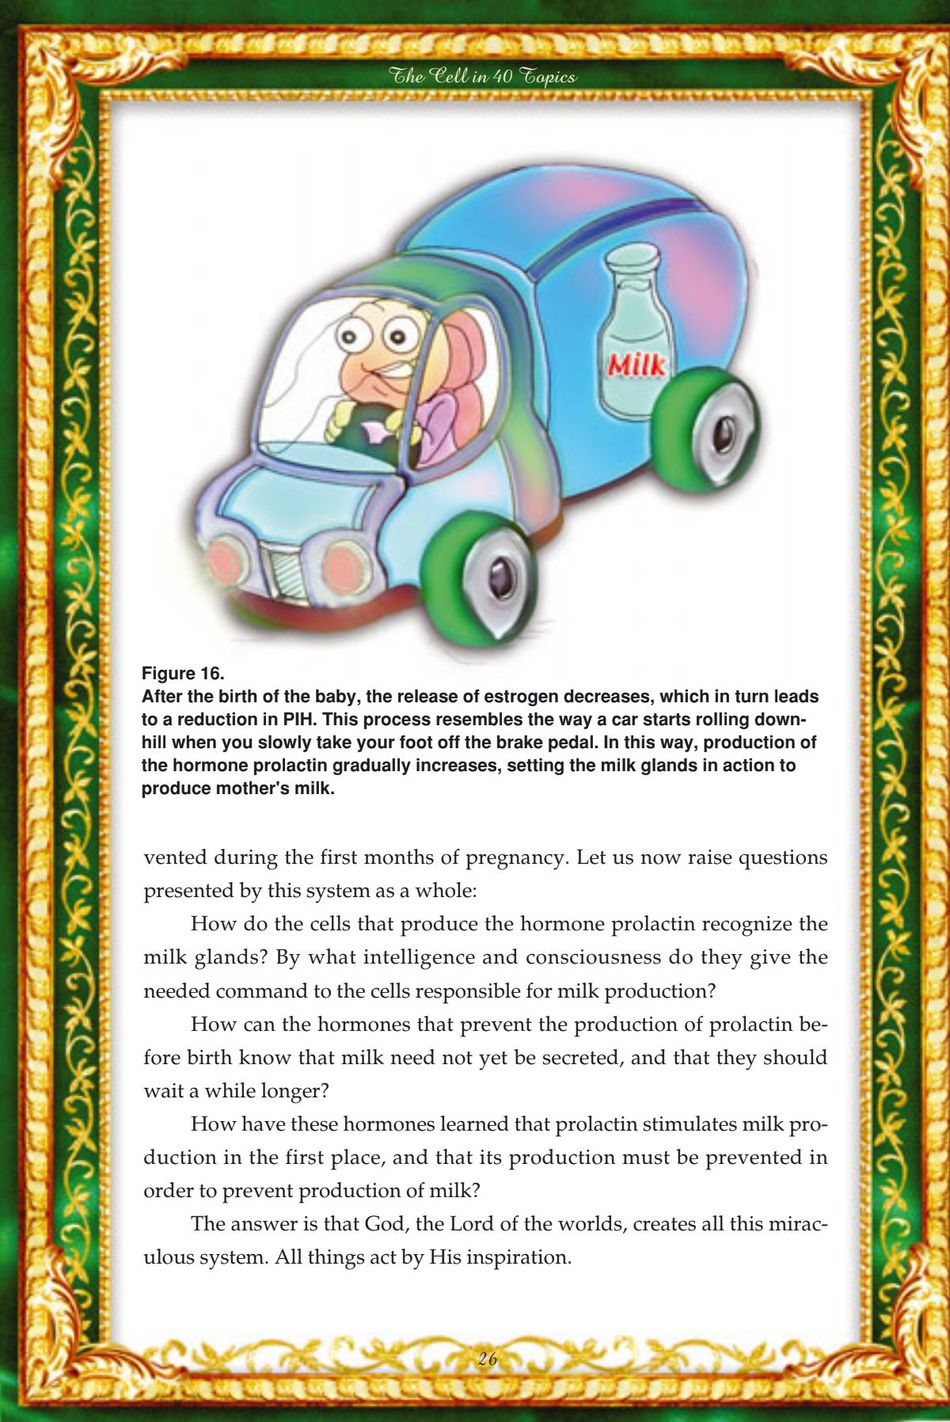 The Cell in 40 Topics
Milk
Figure 16.
After the birth of the baby, the release of estrogen decreases, which in turn leads
to a reduction in PIH. This process resembles the way a car starts rolling down-
hill when you slowly take your foot off the brake pedal. In this way, production of
the hormone prolactin gradually increases, setting the milk glands in action to
produce mother's milk.
vented during the first months of pregnancy. Let us now raise questions
presented by this system as a whole:
How do the cells that produce the hormone prolactin recognize the
milk glands? By what intelligence and consciousness do they give the
needed command to the cells responsible for milk production?
How can the hormones that prevent the production of prolactin be-
fore birth know that milk need not yet be secreted, and that they should
wait a while longer?
How have these hormones learned that prolactin stimulates milk pro-
duction in the first place, and that its production must be prevented in
order to prevent production of milk?
The answer is that God, the Lord of the worlds, creates all this mirac-
ulous system. All things act by His inspiration.
26